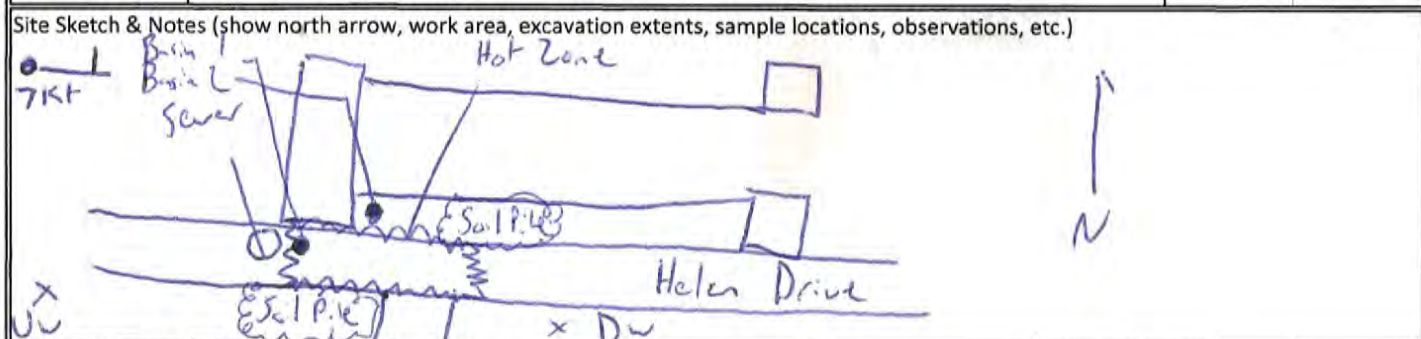 Site Sketch & Notes (show north arrow, work area, excavation extents, sample locations, observations, etc.)
Basin 1
Hot Zone
7kt
Basin 2
Sewer
Soil Pile
N
Helen Drive
Soil Pile
X
UW
x DW